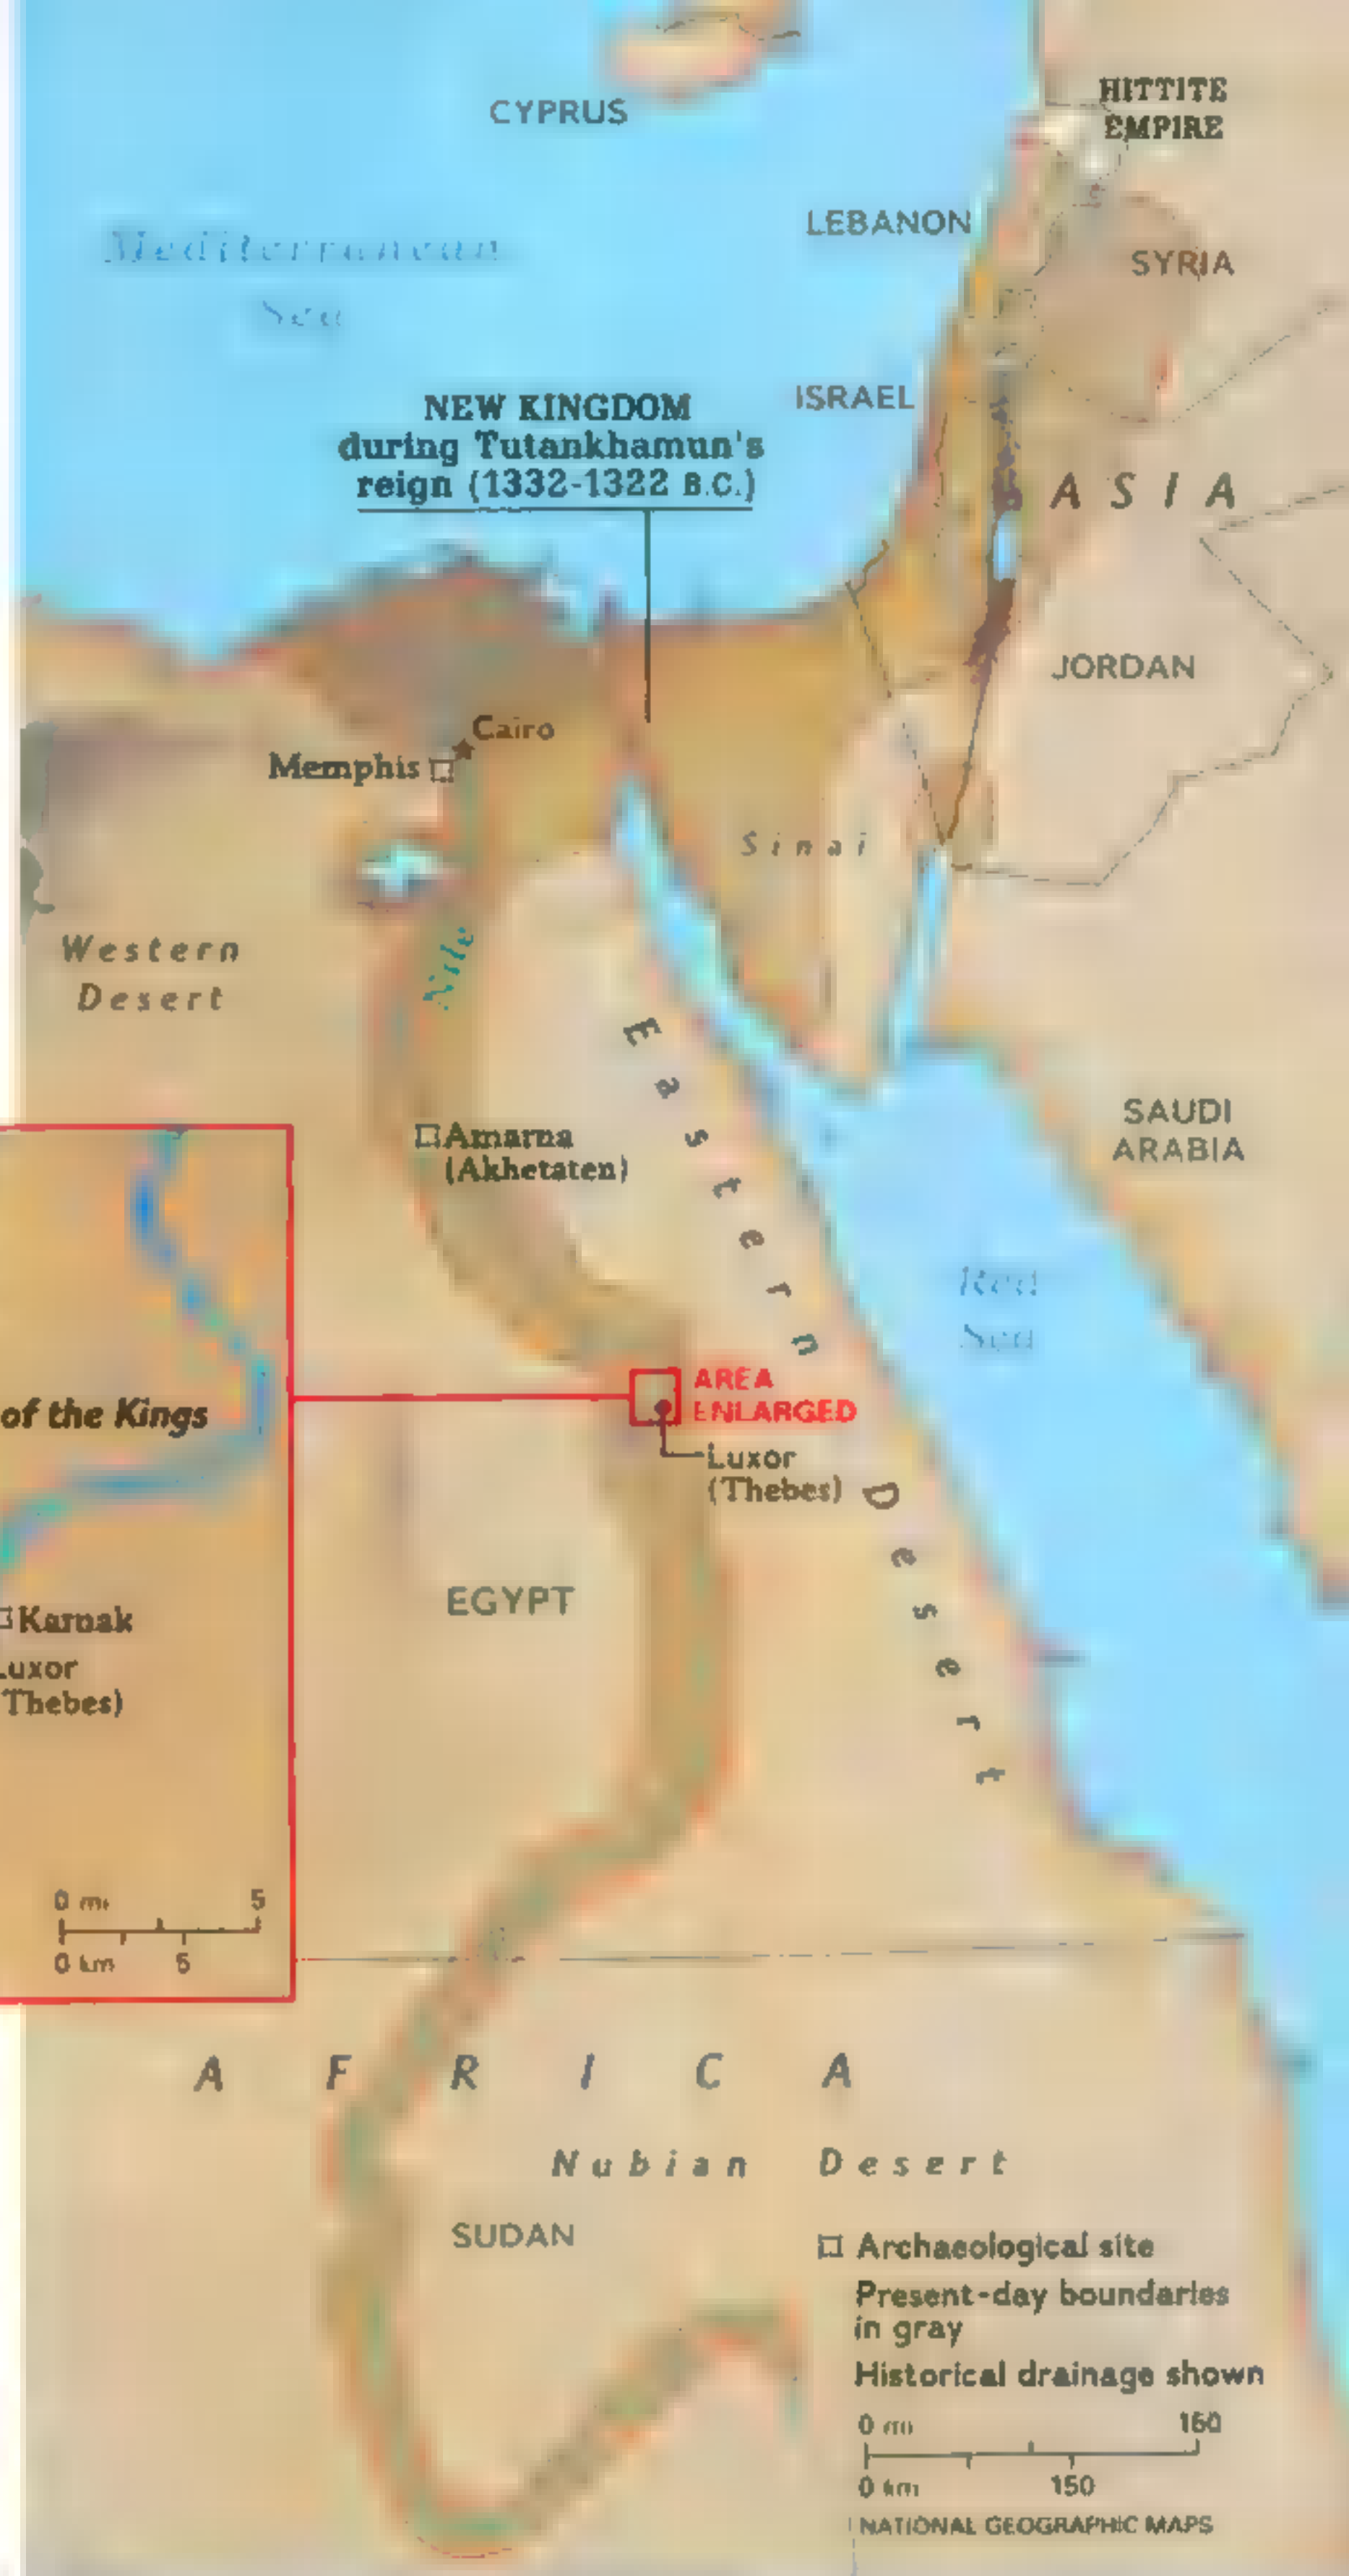 CYPRUS
HITTITE
EMPIRE
LEBANON
SYRIA
Mediterranean
Sea
ISRAEL
NEW KINGDOM
during Tutankhamun's
reign (1332-1322 B.C.)
ASIA
JORDAN
Cairo
Memphis
Sinai
Nile
Western
Desert
Eastern Desert
Amarna
(Akhetaten)
SAUDI
ARABIA
Red
Sea
AREA
ENLARGED
Luxor
(Thebes)
of the Kings
EGYPT
Karnak
Luxor
Thebes)
0 mi 5
0 km 5
AFRICA
Nubian Desert
SUDAN
Archaeological site
Present-day boundaries
in gray
Historical drainage shown
0 mi 150
0 km 150
NATIONAL GEOGRAPHIC MAPS